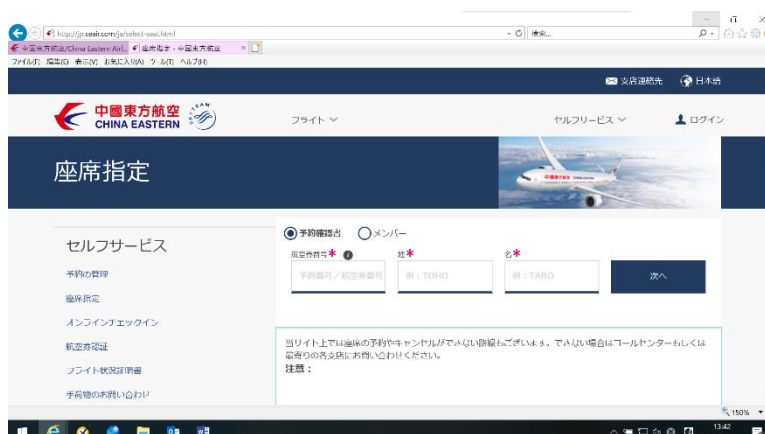 http://jp.ceair.com/ja/select-seat.html
検索...
中国東方航空/China Eastern Airl...
座席指定 - 中国東方航空
ファイル(F) 編集(E) 表示(V) お気に入り(A) ツール(T) ヘルプ(H)
支店連絡先
日本語
中國東方航空
CHINA EASTERN
フライト
セルフサービス
ログイン
座席指定
セルフサービス
予約の管理
座席指定
オンラインチェックイン
航空券認証
フライト状況証明書
手荷物のお問い合わせ
予約確認書
メンバー
航空券番号*
姓*
名*
予約番号／航空券番号
例：TOHO
例：TARO
次へ
当サイト上では座席の予約やキャンセルができない路線もございます。できない場合はコールセンターもしくは
最寄りの各支店にお問い合わせください。
注意：
150%
13:42